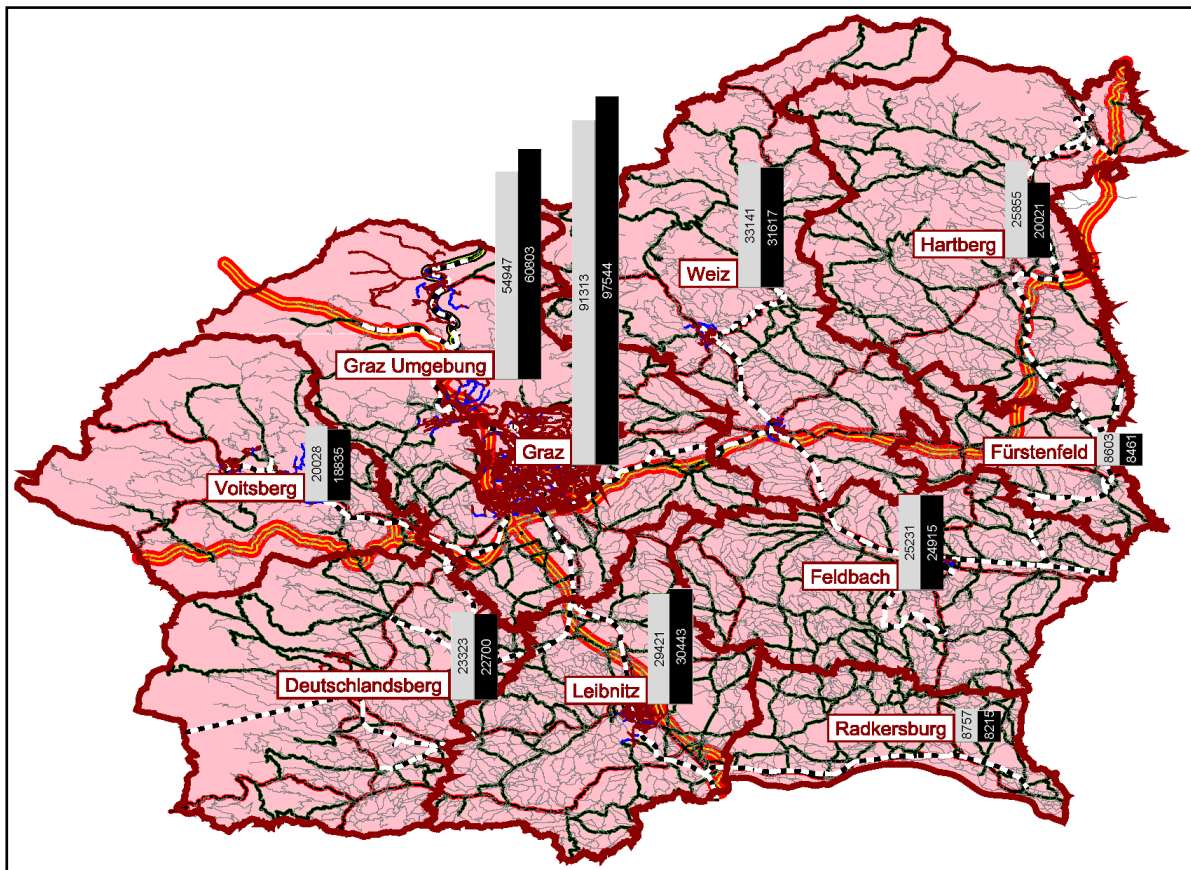 Graz Umgebung
54947
60803
Graz
91313
97544
Weiz
33141
31617
Hartberg
25855
20021
Voitsberg
20028
18835
Fürstenfeld
8603
8461
Feldbach
25231
24915
Deutschlandsberg
23323
22700
Leibnitz
29421
30443
Radkersburg
8757
8215